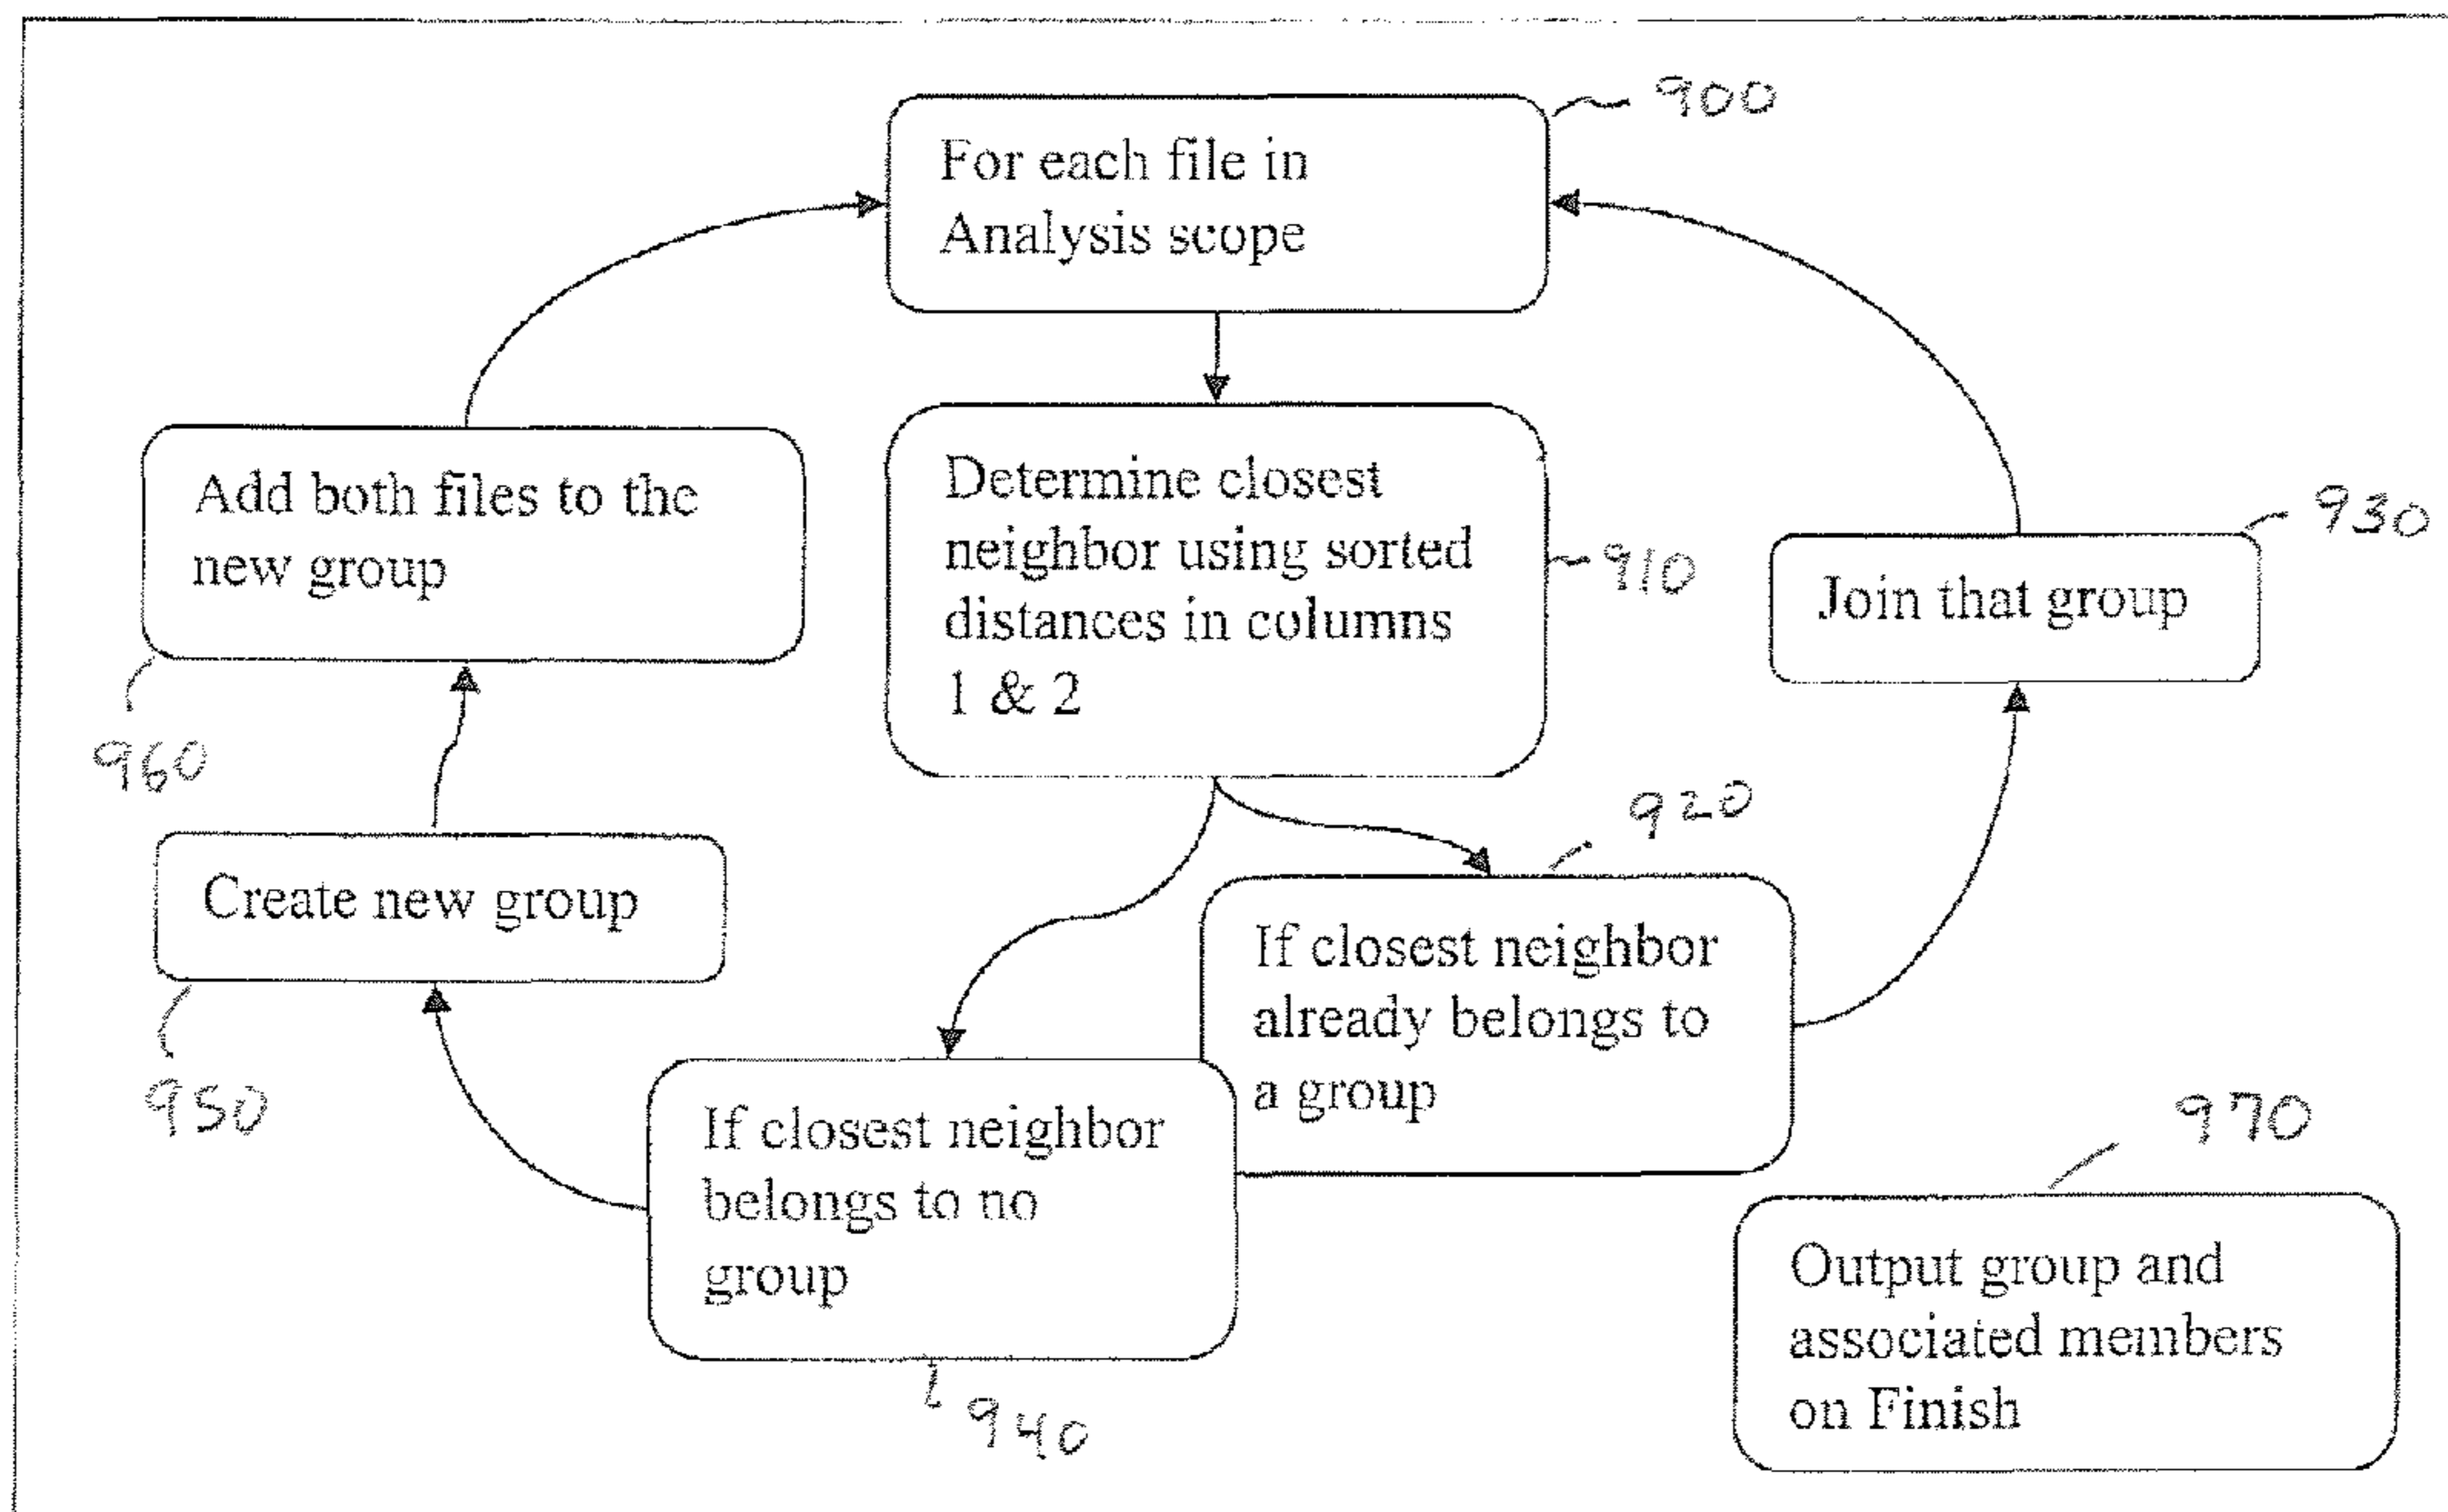 900
For each file in
Analysis scope
Add both files to the
new group
960
Determine closest
neighbor using sorted
distances in columns
1 & 2
910
930
Join that group
920
Create new group
950
If closest neighbor
already belongs to
a group
If closest neighbor
belongs to no
group
940
970
Output group and
associated members
on Finish